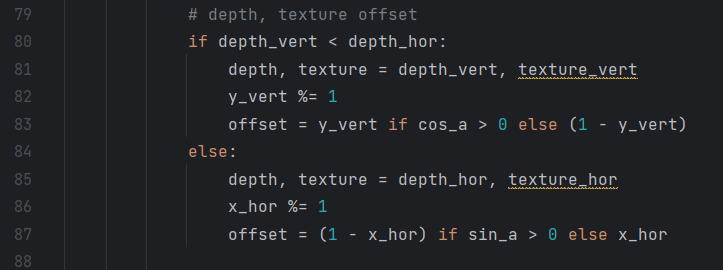 79 # depth, texture offset
80 if depth_vert < depth_hor:
81 depth, texture = depth_vert, texture_vert
82 y_vert %= 1
83 offset = y_vert if cos_a > 0 else (1 - y_vert)
84 else:
85 depth, texture = depth_hor, texture_hor
86 x_hor %= 1
87 offset = (1 - x_hor) if sin_a > 0 else x_hor
88